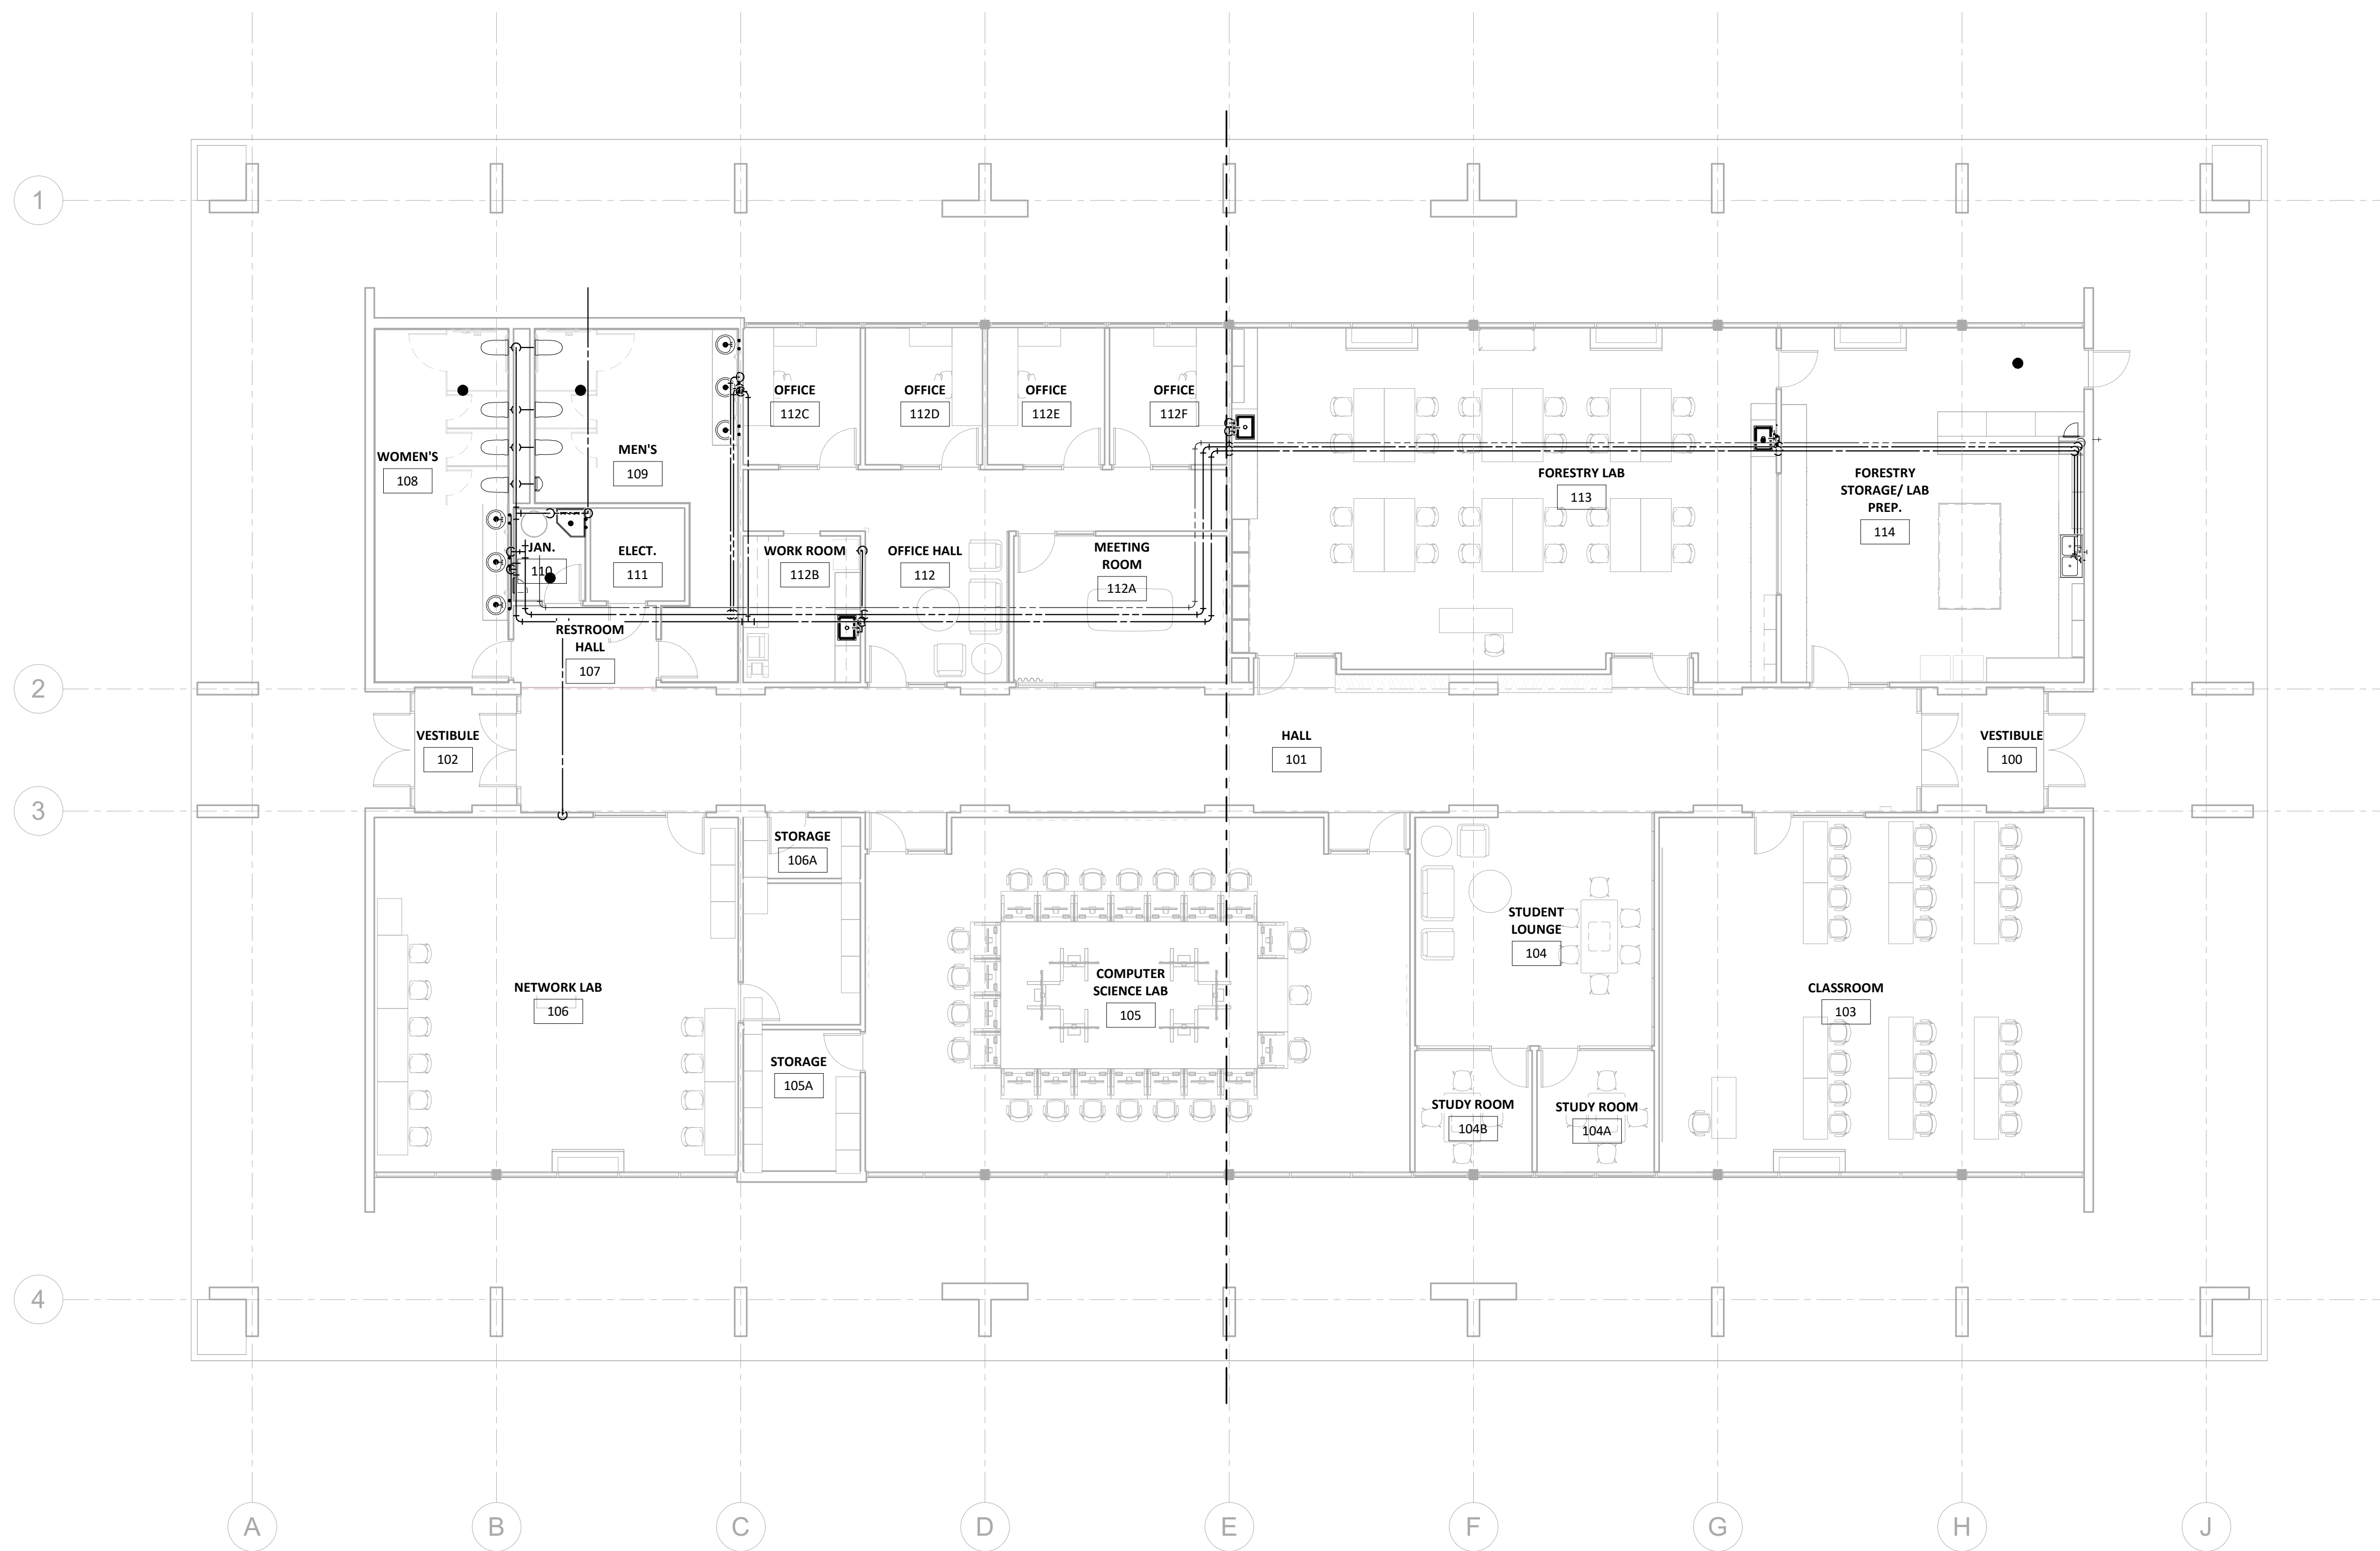 1
OFFICE
112C
OFFICE
112D
OFFICE
112E
OFFICE
112F
WOMEN'S
108
MEN'S
109
FORESTRY LAB
113
FORESTRY
STORAGE/ LAB
PREP.
114
JAN.
110
ELECT.
111
WORK ROOM
112B
OFFICE HALL
112
MEETING
ROOM
112A
RESTROOM
HALL
107
2
VESTIBULE
102
HALL
101
VESTIBULE
100
3
STORAGE
106A
STUDENT
LOUNGE
104
NETWORK LAB
106
COMPUTER
SCIENCE LAB
105
CLASSROOM
103
STORAGE
105A
STUDY ROOM
104B
STUDY ROOM
104A
4
A
B
C
D
E
F
G
H
J